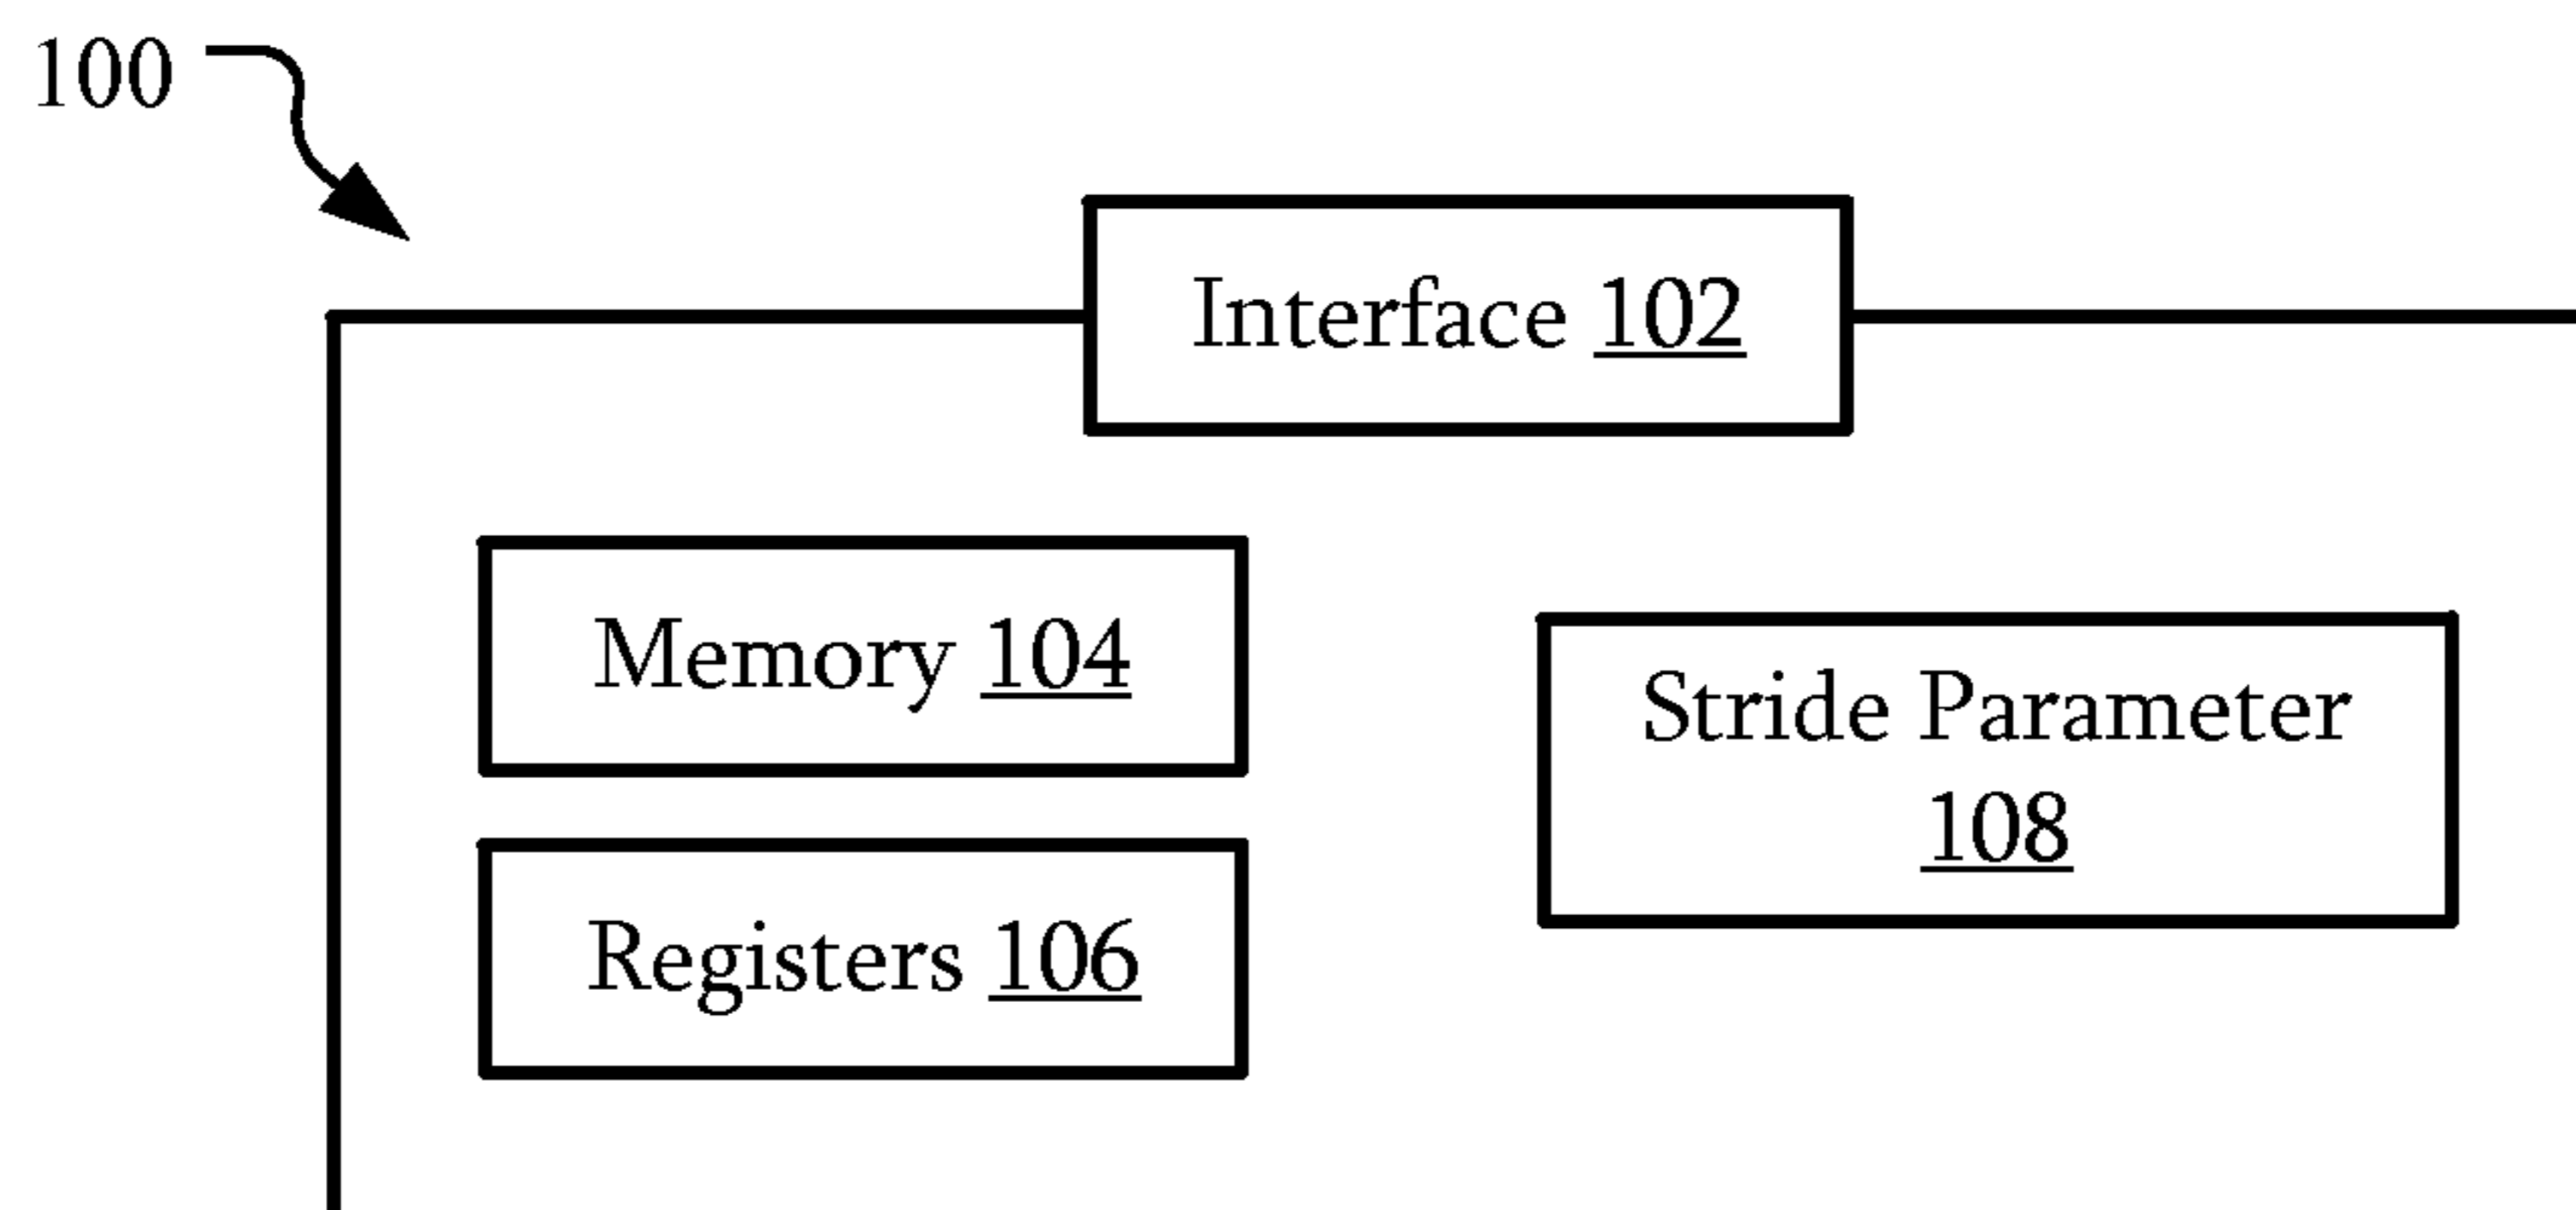 100
Interface 102
Memory 104
Stride Parameter
108
Registers 106